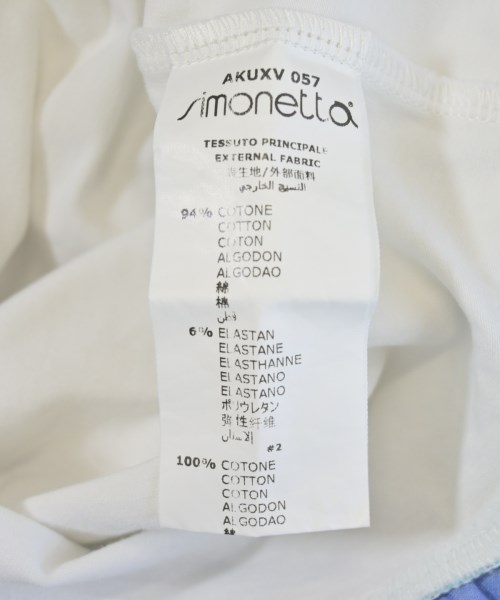 AKUXV 057
simonetta
TESSUTO PRINCIPALE
EXTERNAL FABRIC
表生地/外部面料
النسيج الخارجي
94% COTONE
COTTON
COTON
ALGODON
ALGODAO
綿
棉
قطن
6% ELASTAN
ELASTANE
ELASTHANNE
ELASTANO
ELASTANO
ポリウレタン
弹性纤维
الاستان
#2
100% COTONE
COTTON
COTON
ALGODON
ALGODAO
綿